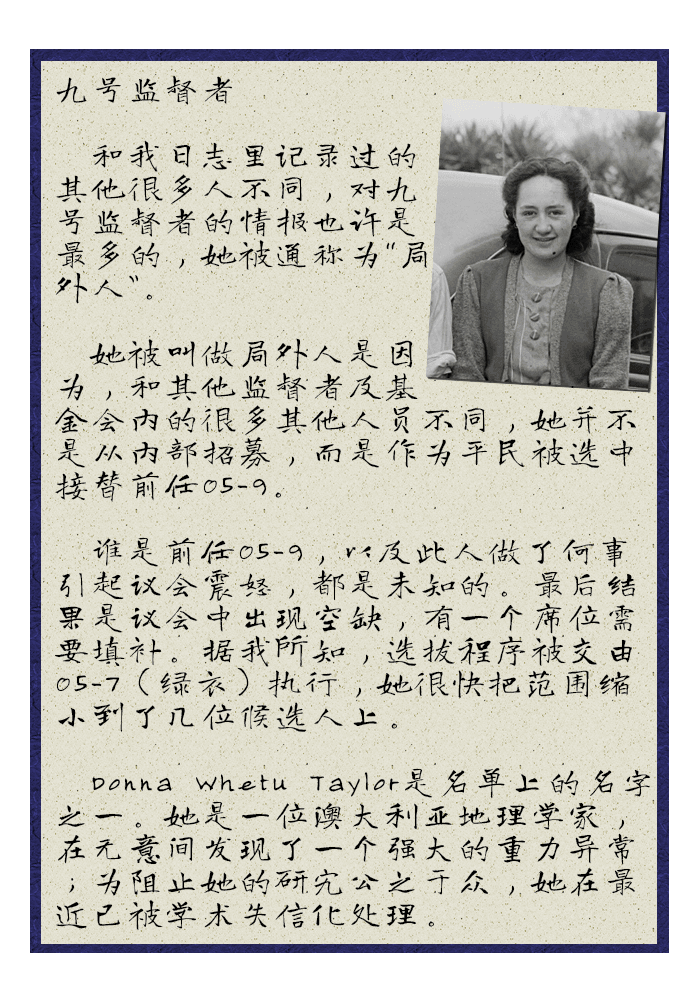 九号监督者
和我日志里记录过的
其他很多人不同，对九
号监督者的情报也许是
最多的，她被通称为“局
外人”。
她被叫做局外人是因
为，和其他监督者及基
金会内的很多其他人员不同，她并不
是从内部招募，而是作为平民被选中
接替前任05-9。
谁是前任05-9，以及此人做了何事
引起议会震怒，都是未知的。最后结
果是议会中出现空缺，有一个席位需
要填补。据我所知，选拔程序被交由
05-7（绿衣）执行，她很快把范围缩
小到了几位候选人上。
Donna Whetu Taylor是名单上的名字
之一。她是一位澳大利亚地理学家，
在无意间发现了一个强大的重力异常
；为阻止她的研究公之于众，她在最
近已被学术失信化处理。